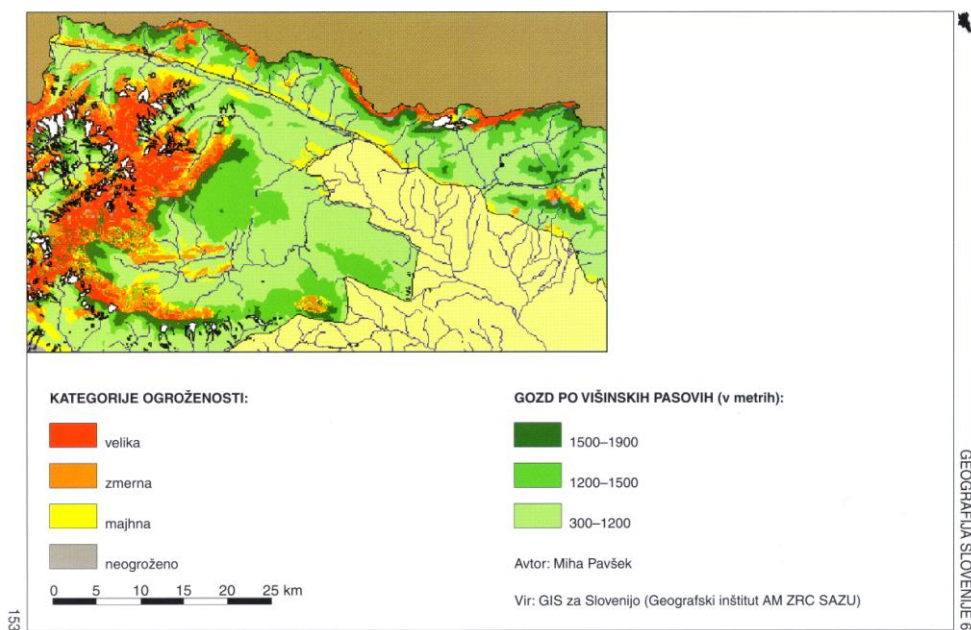 KATEGORIJE OGROŽENOSTI:
velika
zmerna
majhna
neogroženo
0 5 10 15 20 25 km
GOZD PO VIŠINSKIH PASOVIH (v metrih):
1500–1900
1200–1500
300–1200
Avtor: Miha Pavšek
Vir: GIS za Slovenijo (Geografski inštitut AM ZRC SAZU)
GEOGRAFIJA SLOVENIJE 6
153